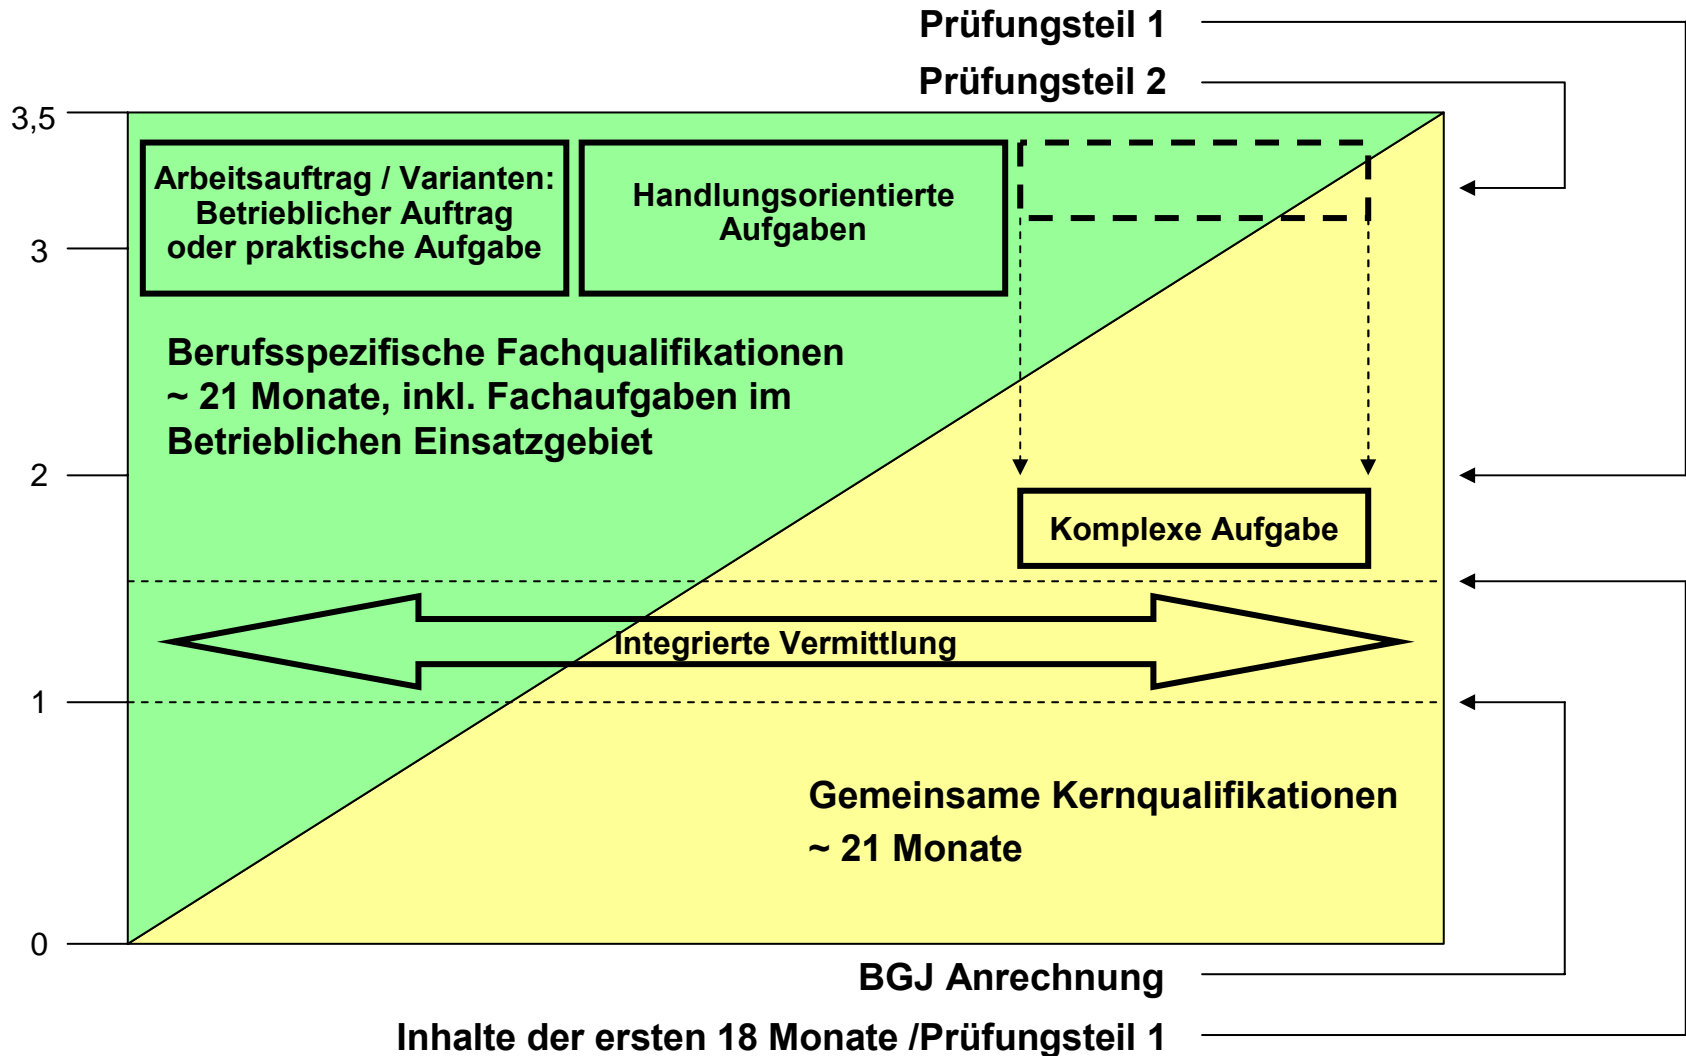 Prüfungsteil 1
Prüfungsteil 2
3,5
Arbeitsauftrag / Varianten:
Betrieblicher Auftrag
oder praktische Aufgabe
Handlungsorientierte
Aufgaben
3
Berufsspezifische Fachqualifikationen
~ 21 Monate, inkl. Fachaufgaben im
Betrieblichen Einsatzgebiet
2
Komplexe Aufgabe
Integrierte Vermittlung
1
Gemeinsame Kernqualifikationen
~ 21 Monate
0
BGJ Anrechnung
Inhalte der ersten 18 Monate /Prüfungsteil 1